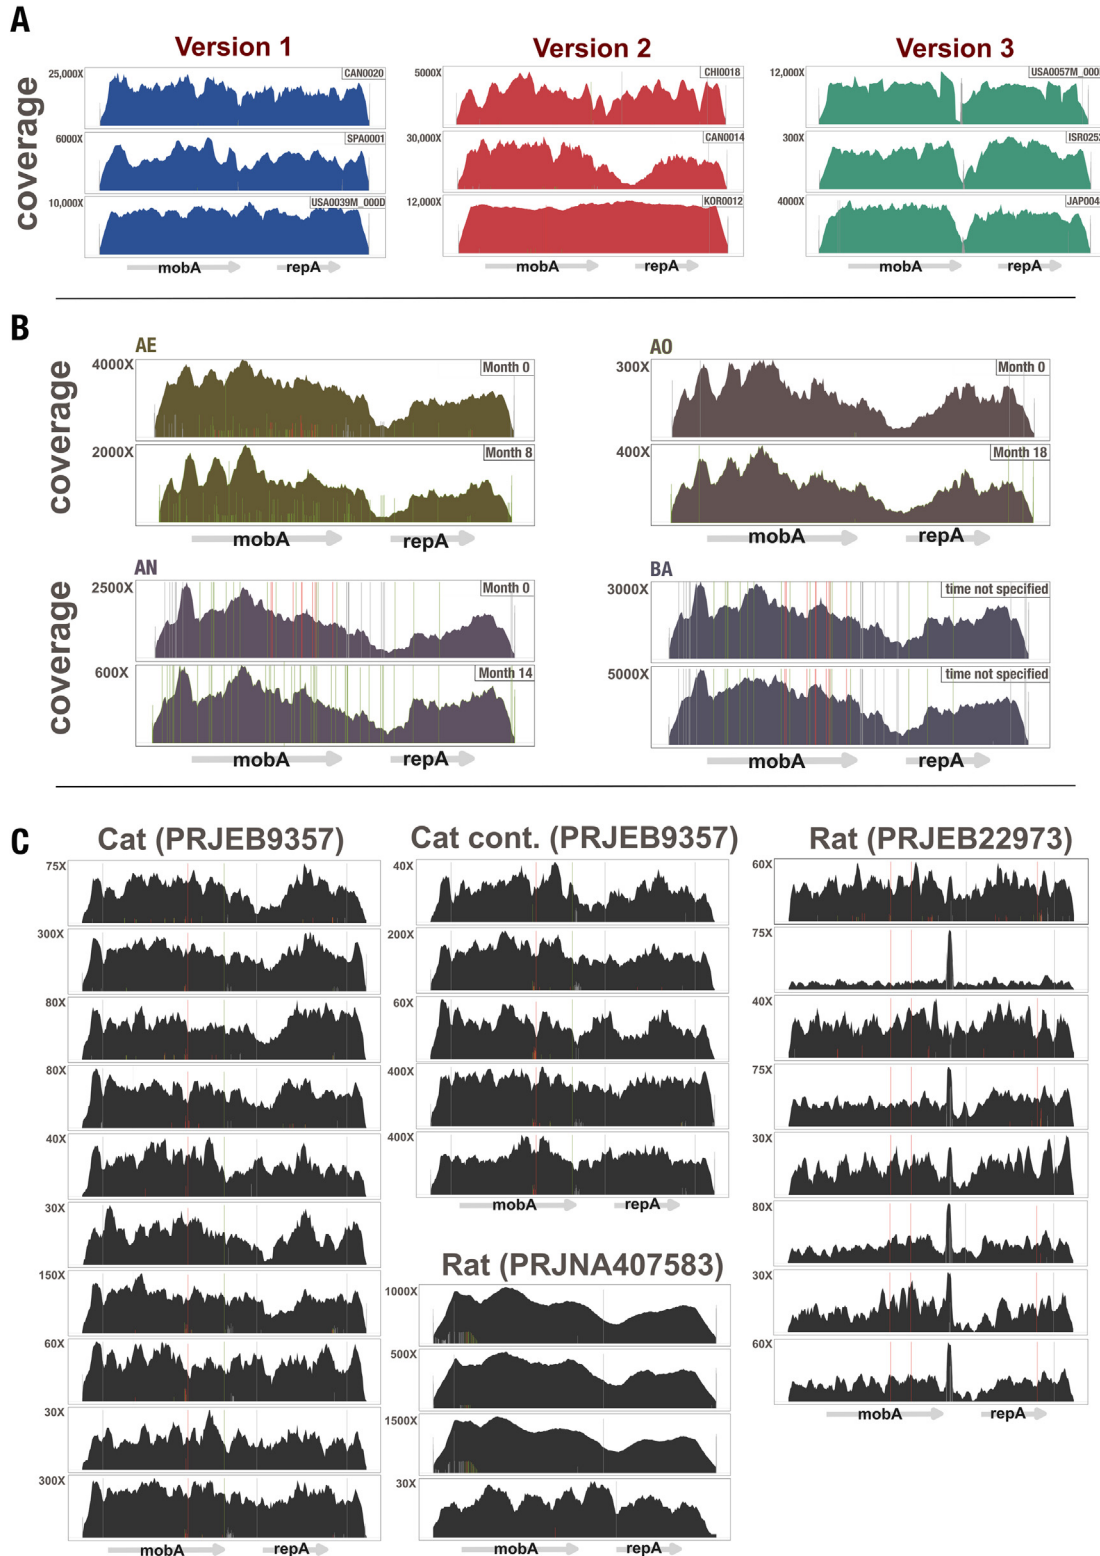 A
Version 1
Version 2
Version 3
coverage
25,000X
CAN0020
6000X
SPA0001
10,000X
USA0039M_000D
mobA
repA
5000X
CHI0018
30,000X
CAN0014
12,000X
KOR0012
mobA
repA
12,000X
300X
4000X
mobA
repA
B
coverage
AE
4000X
Month 0
2000X
Month 8
mobA
repA
AO
300X
Month 0
400X
Month 18
mobA
repA
coverage
AN
2500X
Month 0
600X
Month 14
mobA
repA
BA
3000X
time not specified
5000X
time not specified
mobA
repA
C
Cat (PRJEB9357)
75X
300X
80X
80X
40X
30X
150X
60X
30X
300X
mobA
repA
Cat cont. (PRJEB9357)
40X
200X
60X
400X
400X
mobA
repA
Rat (PRJNA407583)
1000X
500X
1500X
30X
mobA
repA
Rat (PRJEB22973)
60X
75X
40X
75X
30X
80X
30X
60X
mobA
repA